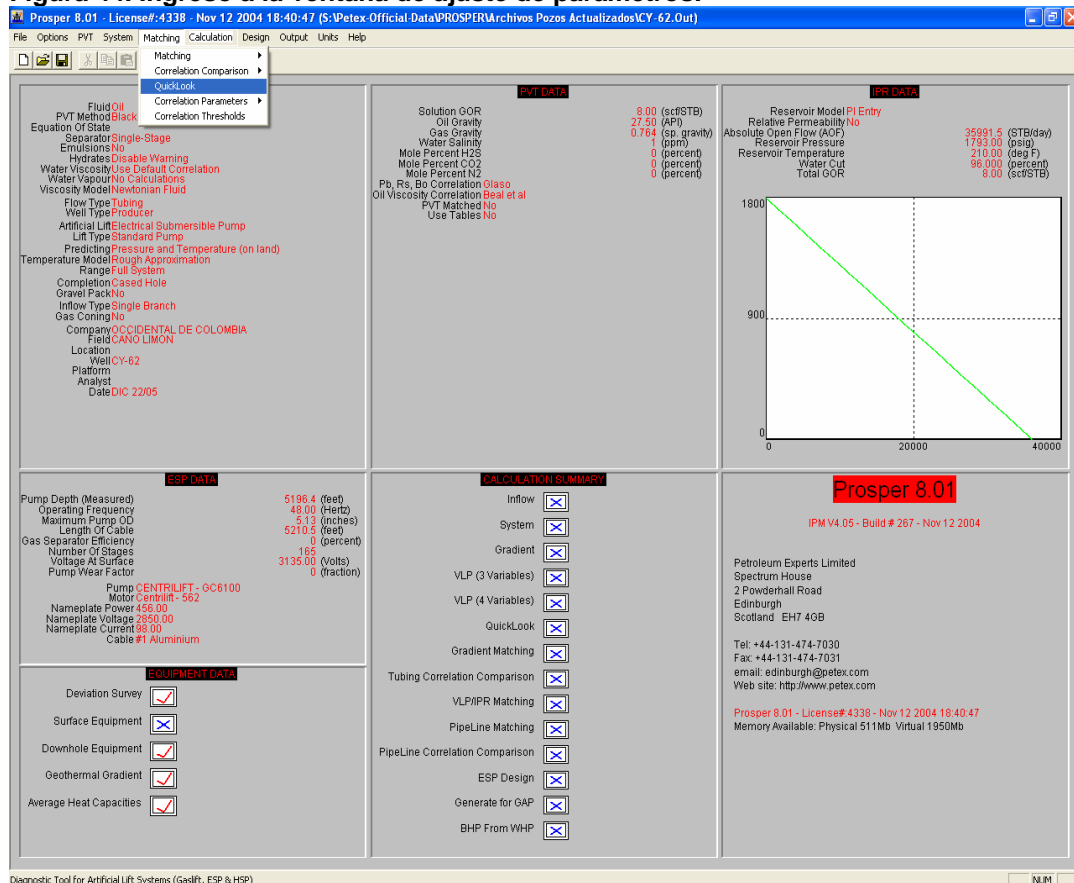 Figura 44. Ingreso a la ventana de ajuste de parámetros.
Prosper 8.01 - License#:4338 - Nov 12 2004 18:40:47 (S:\Petex-Official-Data\PROSPER\Archivos Pozos Actualizados\CY-62.Out)
File Options PVT System Matching Calculation Design Output Units Help
Matching
Correlation Comparison
QuickLook
Correlation Parameters
Correlation Thresholds
Fluid Oil
PVT Method Black
Equation Of State
Separator Single-Stage
Emulsions No
Hydrates Disable Warning
Water Viscosity Use Default Correlation
Water Vapour No Calculations
Viscosity Model Newtonian Fluid
Flow Type Tubing
Well Type Producer
Artificial Lift Electrical Submersible Pump
Lift Type Standard Pump
Predicting Pressure and Temperature (on land)
Temperature Model Rough Approximation
Range Full System
Completion Cased Hole
Gravel Pack No
Inflow Type Single Branch
Gas Coning No
Company OCCIDENTAL DE COLOMBIA
Field CANO LIMON
Location
Well CY-62
Platform
Analyst
Date DIC 22/05
PVT DATA
Solution GOR 8.00 (scf/STB)
Oil Gravity 27.50 (API)
Gas Gravity 0.764 (sp. gravity)
Water Salinity 1 (ppm)
Mole Percent H2S 0 (percent)
Mole Percent CO2 0 (percent)
Mole Percent N2 0 (percent)
Pb, Rs, Bo Correlation Glaso
Oil Viscosity Correlation Beal et al
PVT Matched No
Use Tables No
IPR DATA
Reservoir Model PI Entry
Relative Permeability No
Absolute Open Flow (AOF) 35991.5 (STB/day)
Reservoir Pressure 1793.00 (psig)
Reservoir Temperature 210.00 (deg F)
Water Cut 96.000 (percent)
Total GOR 8.00 (scf/STB)
1800
900
0
0 20000 40000
ESP DATA
Pump Depth (Measured) 5196.4 (feet)
Operating Frequency 48.00 (Hertz)
Maximum Pump OD 5.13 (inches)
Length Of Cable 5210.5 (feet)
Gas Separator Efficiency 0 (percent)
Number Of Stages 165
Voltage At Surface 3135.00 (Volts)
Pump Wear Factor 0 (fraction)
Pump CENTRILIFT - GC6100
Motor Centrilift - 562
Nameplate Power 456.00
Nameplate Voltage 2850.00
Nameplate Current 98.00
Cable #1 Aluminium
EQUIPMENT DATA
Deviation Survey
Surface Equipment
Downhole Equipment
Geothermal Gradient
Average Heat Capacities
CALCULATION SUMMARY
Inflow
System
Gradient
VLP (3 Variables)
VLP (4 Variables)
QuickLook
Gradient Matching
Tubing Correlation Comparison
VLP/IPR Matching
PipeLine Matching
PipeLine Correlation Comparison
ESP Design
Generate for GAP
BHP From WHP
Prosper 8.01
IPM V4.05 - Build # 267 - Nov 12 2004
Petroleum Experts Limited
Spectrum House
2 Powderhall Road
Edinburgh
Scotland EH7 4GB
Tel: +44-131-474-7030
Fax: +44-131-474-7031
email: edinburgh@petex.com
Web site: http://www.petex.com
Prosper 8.01 - License#:4338 - Nov 12 2004 18:40:47
Memory Available: Physical 511Mb Virtual 1950Mb
Diagnostic Tool for Artificial Lift Systems (Gaslift, ESP & HSP)
NUM